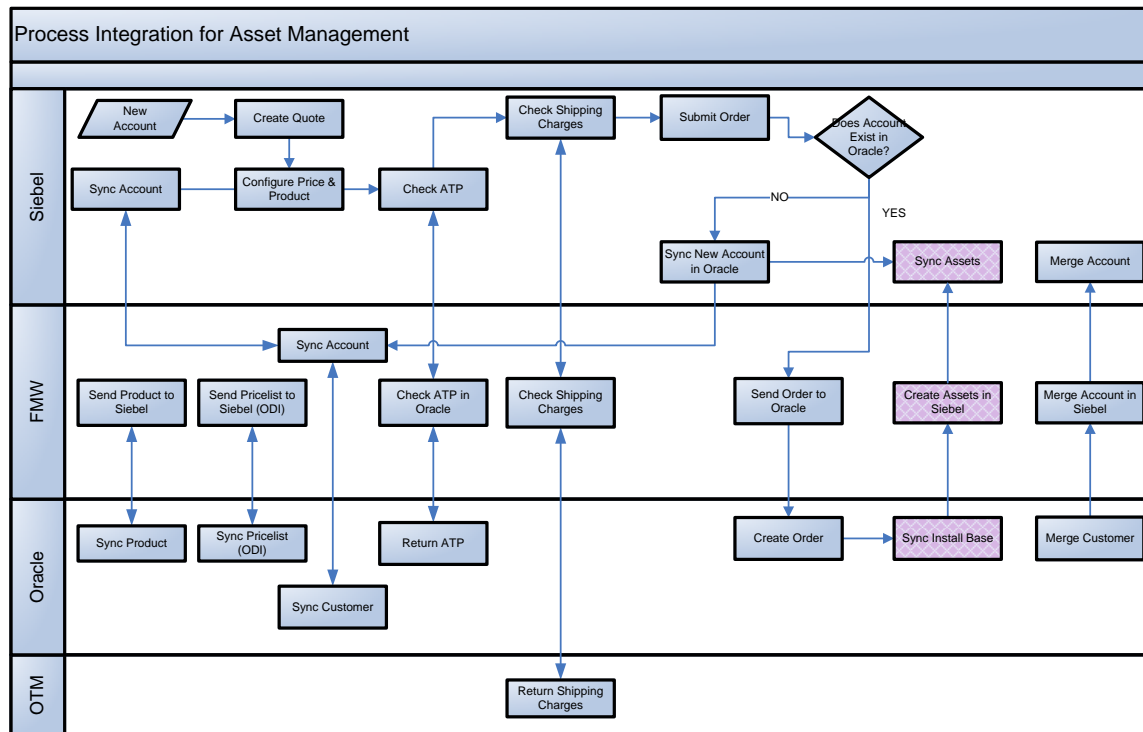 Process Integration for Asset Management
Siebel
New
Account
Create Quote
Check Shipping
Charges
Submit Order
Does Account
Exist in
Oracle?
Sync Account
Configure Price &
Product
Check ATP
NO
YES
Sync New Account
in Oracle
Sync Assets
Merge Account
FMW
Sync Account
Send Product to
Siebel
Send Pricelist to
Siebel (ODI)
Check ATP in
Oracle
Check Shipping
Charges
Send Order to
Oracle
Create Assets in
Siebel
Merge Account in
Siebel
Oracle
Sync Product
Sync Pricelist
(ODI)
Return ATP
Create Order
Sync Install Base
Merge Customer
Sync Customer
OTM
Return Shipping
Charges